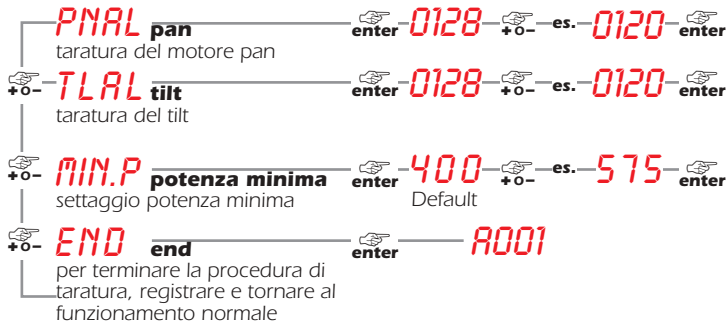 PNAL pan enter 0128 + o - es. 0120 enter
taratura del motore pan
+ o - TLAL tilt enter 0128 + o - es. 0120 enter
taratura del tilt
+ o - MIN.P potenza minima enter 400 + o - es. 575 enter
settaggio potenza minima Default
+ o - END end enter A001
per terminare la procedura di
taratura, registrare e tornare al
funzionamento normale